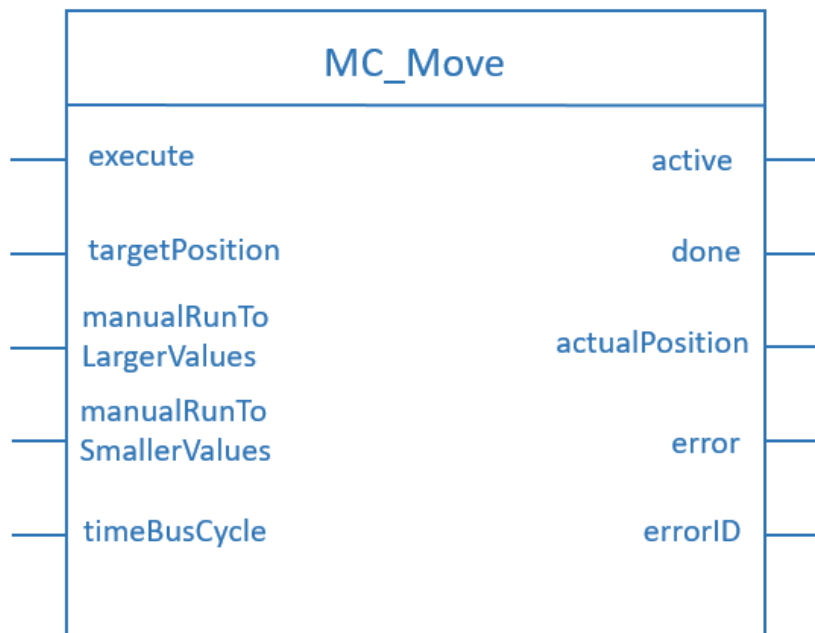 MC_Move
execute
active
targetPosition
done
manualRunTo
LargerValues
actualPosition
manualRunTo
SmallerValues
error
timeBusCycle
errorID